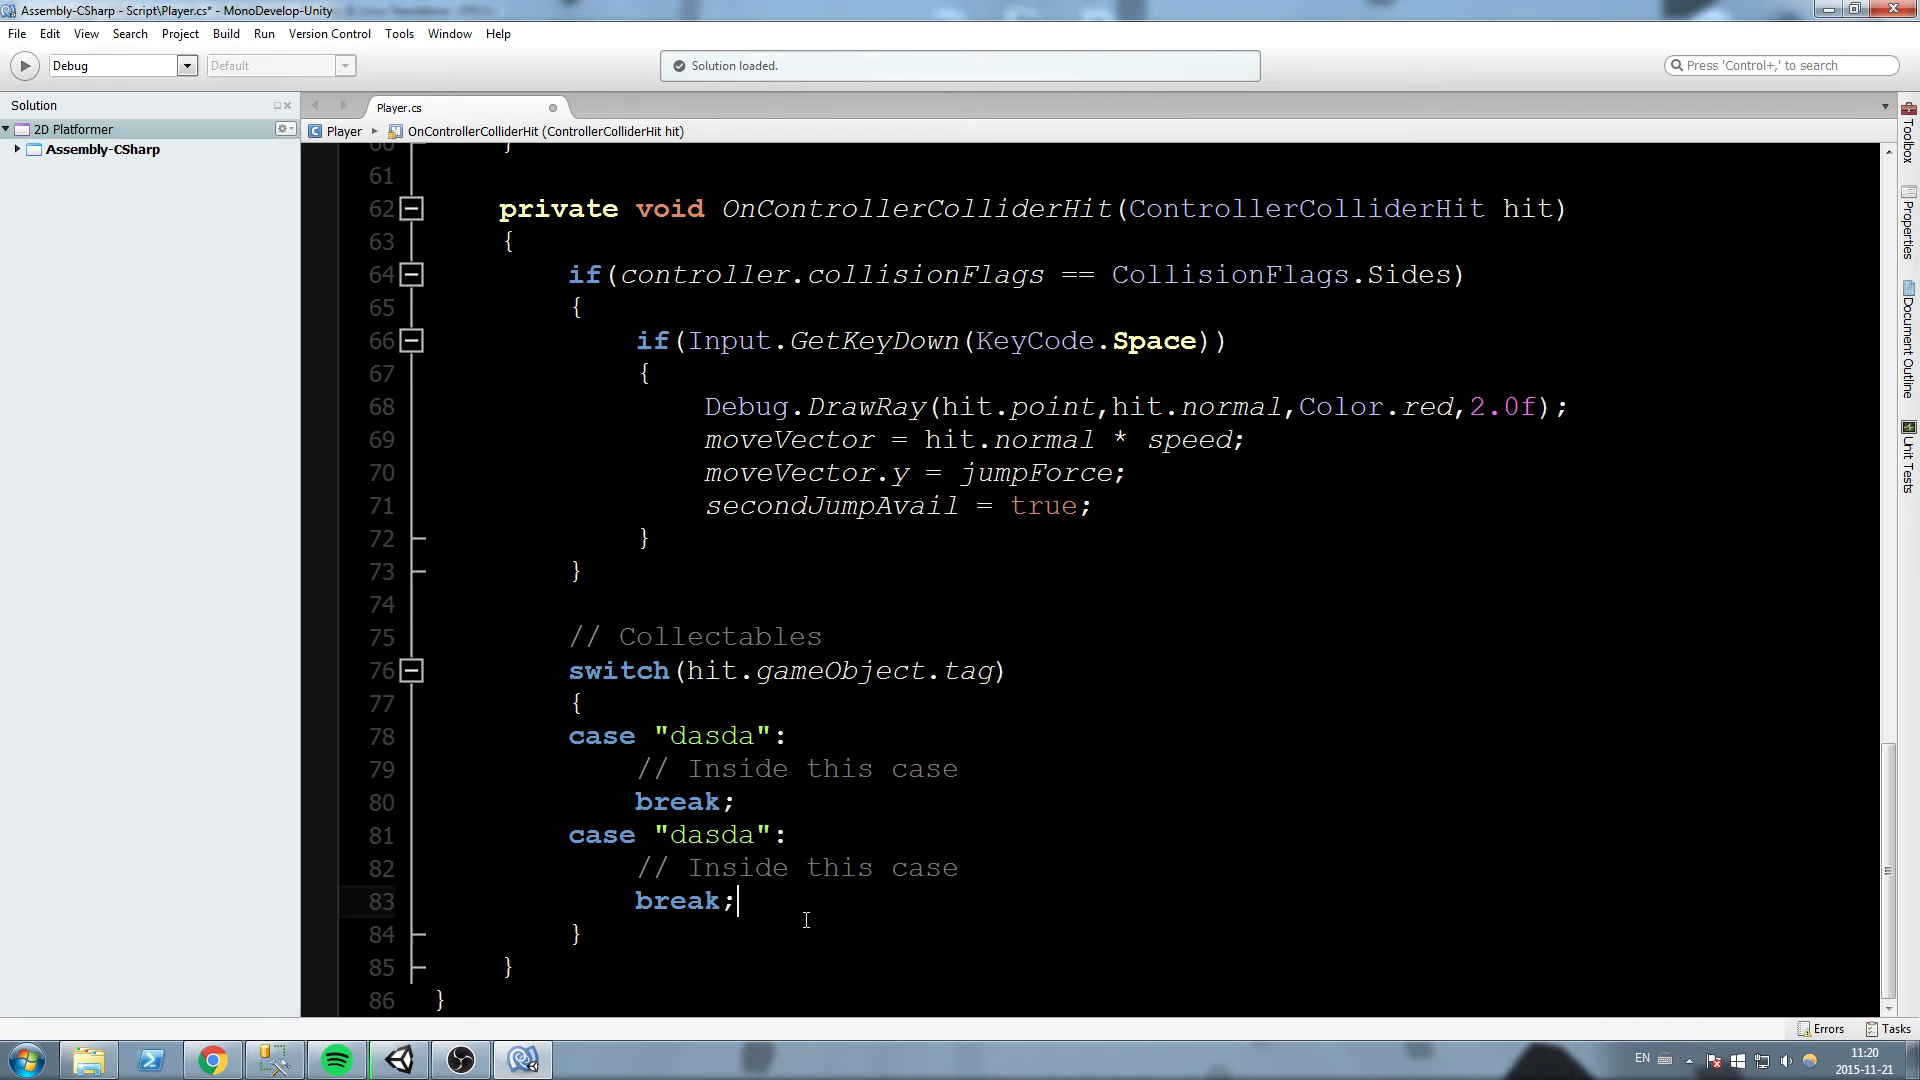 Assembly-CSharp - Script\Player.cs* - MonoDevelop-Unity
File Edit View Search Project Build Run Version Control Tools Window Help
Debug Default Solution loaded. Press 'Control+,' to search
Solution
2D Platformer
Assembly-CSharp
Player.cs
Player OnControllerColliderHit (ControllerColliderHit hit)
60 }
61
62 private void OnControllerColliderHit(ControllerColliderHit hit)
63 {
64 if(controller.collisionFlags == CollisionFlags.Sides)
65 {
66 if(Input.GetKeyDown(KeyCode.Space))
67 {
68 Debug.DrawRay(hit.point,hit.normal,Color.red,2.0f);
69 moveVector = hit.normal * speed;
70 moveVector.y = jumpForce;
71 secondJumpAvail = true;
72 }
73 }
74
75 // Collectables
76 switch(hit.gameObject.tag)
77 {
78 case "dasda":
79 // Inside this case
80 break;
81 case "dasda":
82 // Inside this case
83 break;
84 }
85 }
86 }
Toolbox
Properties
Document Outline
Unit Tests
Errors Tasks
EN
11:20
2015-11-21